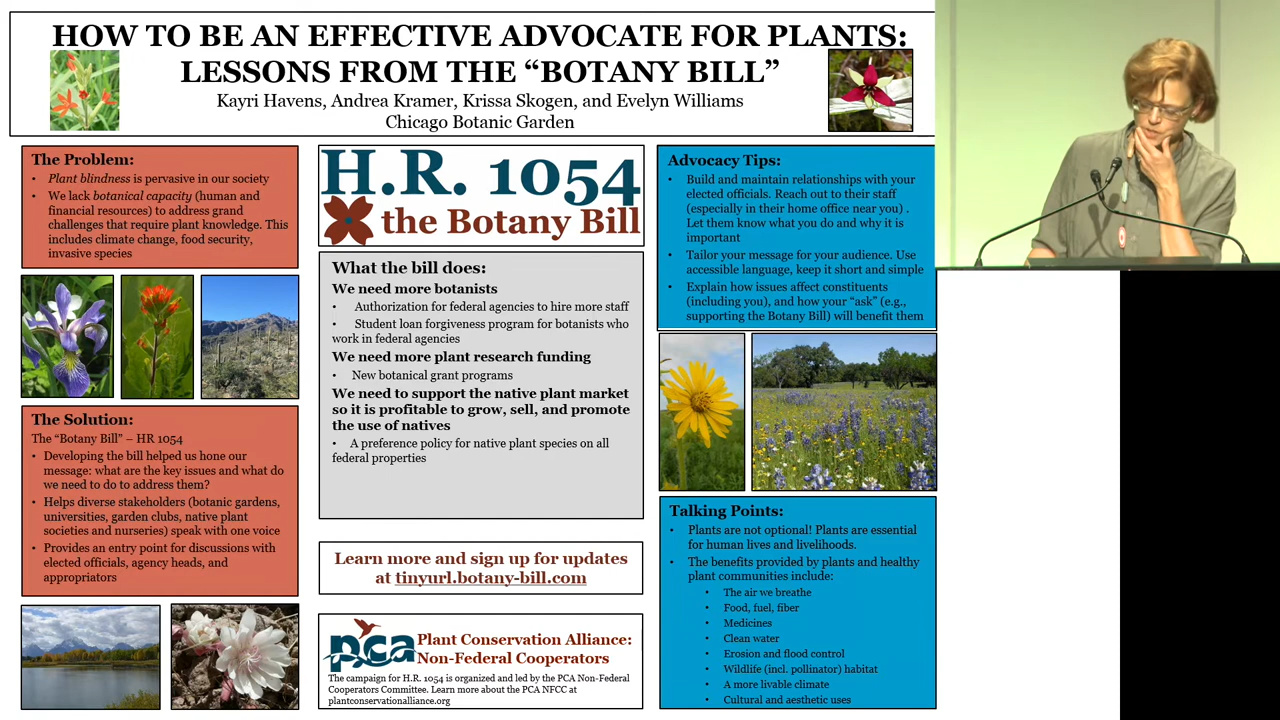 HOW TO BE AN EFFECTIVE ADVOCATE FOR PLANTS:
LESSONS FROM THE “BOTANY BILL”
Kayri Havens, Andrea Kramer, Krissa Skogen, and Evelyn Williams
Chicago Botanic Garden
The Problem:
• Plant blindness is pervasive in our society
• We lack botanical capacity (human and
financial resources) to address grand
challenges that require plant knowledge. This
includes climate change, food security,
invasive species
The Solution:
The “Botany Bill” – HR 1054
• Developing the bill helped us hone our
message: what are the key issues and what do
we need to do to address them?
• Helps diverse stakeholders (botanic gardens,
universities, garden clubs, native plant
societies and nurseries) speak with one voice
• Provides an entry point for discussions with
elected officials, agency heads, and
appropriators
H.R. 1054
the Botany Bill
What the bill does:
We need more botanists
• Authorization for federal agencies to hire more staff
• Student loan forgiveness program for botanists who
work in federal agencies
We need more plant research funding
• New botanical grant programs
We need to support the native plant market
so it is profitable to grow, sell, and promote
the use of natives
• A preference policy for native plant species on all
federal properties
Learn more and sign up for updates
at tinyurl.botany-bill.com
pca
Plant Conservation Alliance:
Non-Federal Cooperators
The campaign for H.R. 1054 is organized and led by the PCA Non-Federal
Cooperators Committee. Learn more about the PCA NFCC at
plantconservationalliance.org
Advocacy Tips:
• Build and maintain relationships with your
elected officials. Reach out to their staff
(especially in their home office near you) .
Let them know what you do and why it is
important
• Tailor your message for your audience. Use
accessible language, keep it short and simple
• Explain how issues affect constituents
(including you), and how your “ask” (e.g.,
supporting the Botany Bill) will benefit them
Talking Points:
• Plants are not optional! Plants are essential
for human lives and livelihoods.
• The benefits provided by plants and healthy
plant communities include:
• The air we breathe
• Food, fuel, fiber
• Medicines
• Clean water
• Erosion and flood control
• Wildlife (incl. pollinator) habitat
• A more livable climate
• Cultural and aesthetic uses